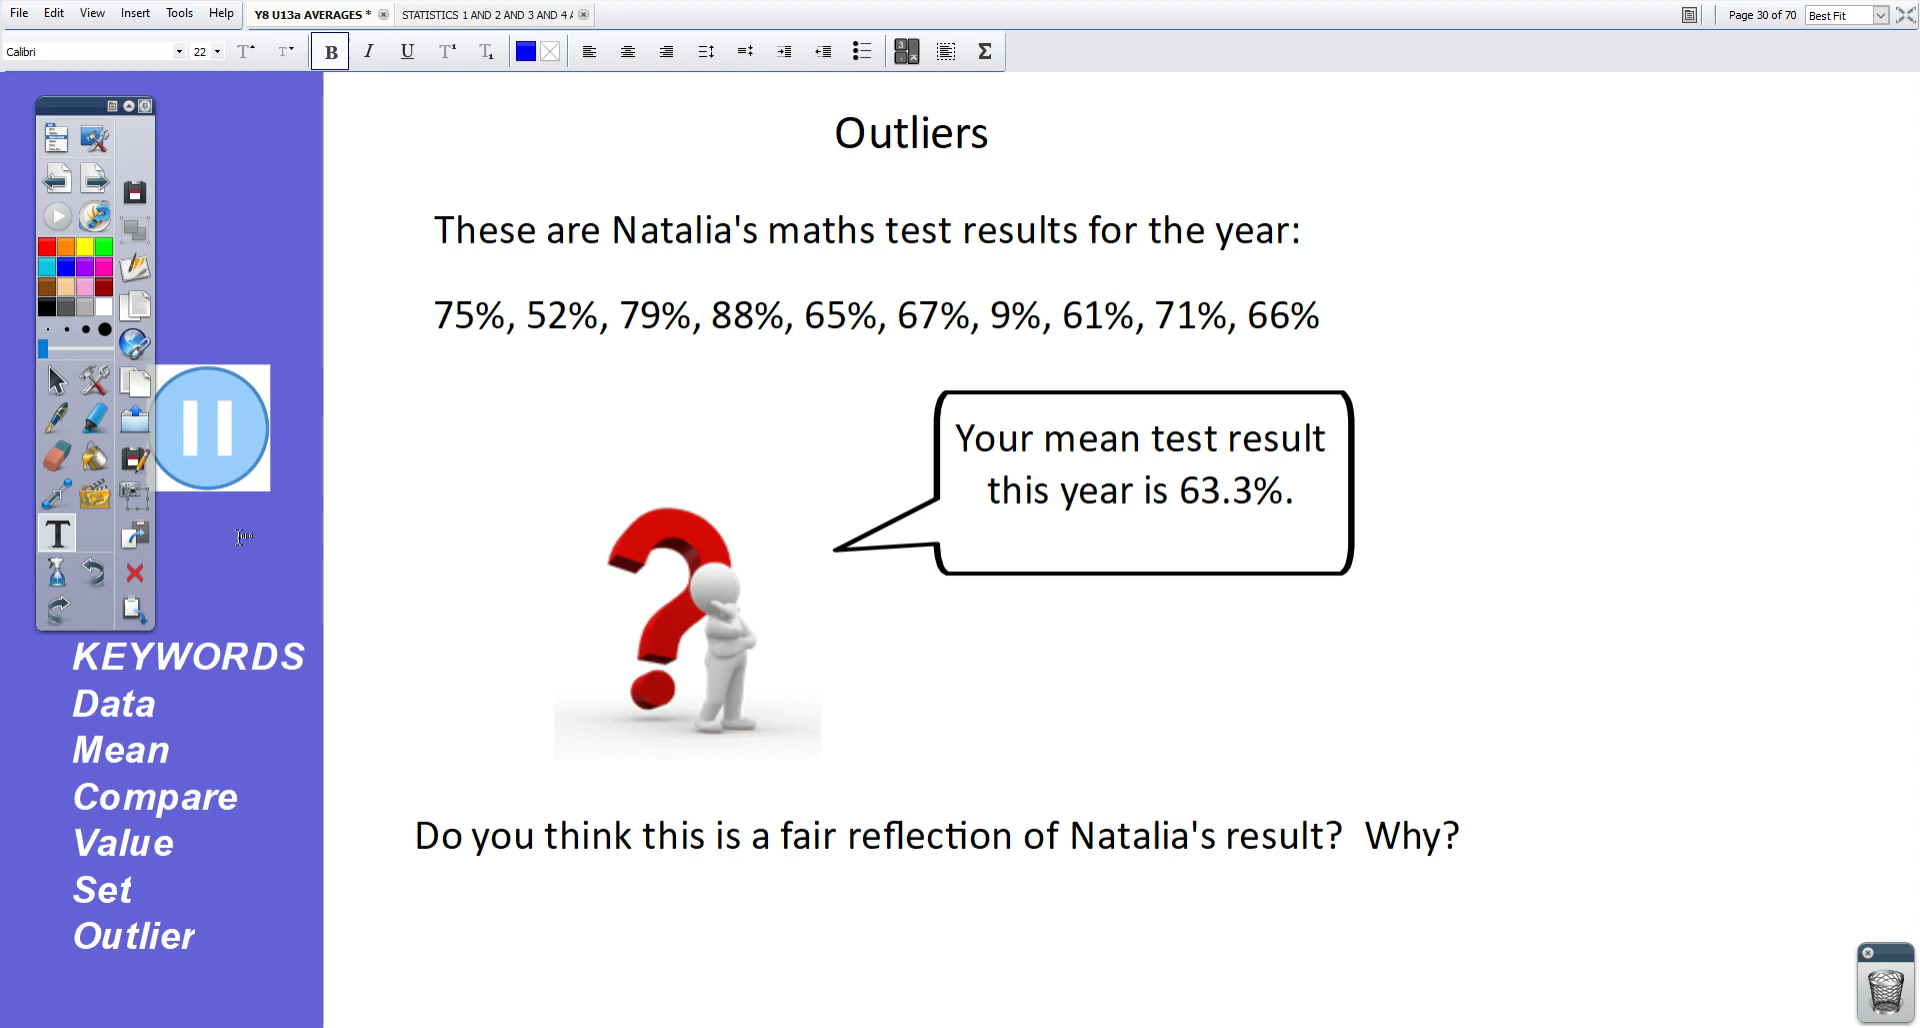 File Edit View Insert Tools Help
Y8 U13a AVERAGES *
STATISTICS 1 AND 2 AND 3 AND 4 A
Page 30 of 70
Best Fit
Calibri
22
B I U
Outliers
These are Natalia's maths test results for the year:
75%, 52%, 79%, 88%, 65%, 67%, 9%, 61%, 71%, 66%
Your mean test result
this year is 63.3%.
Do you think this is a fair reflection of Natalia's result? Why?
KEYWORDS
Data
Mean
Compare
Value
Set
Outlier